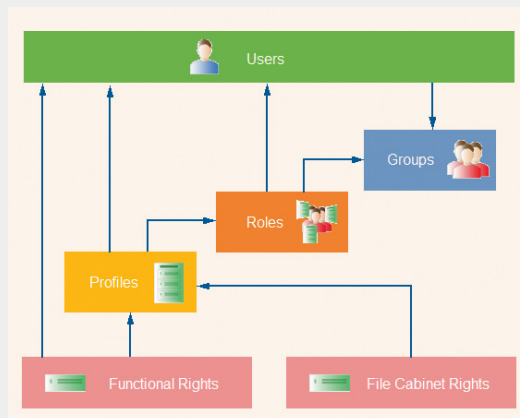 Users
Groups
Roles
Profiles
Functional Rights
File Cabinet Rights